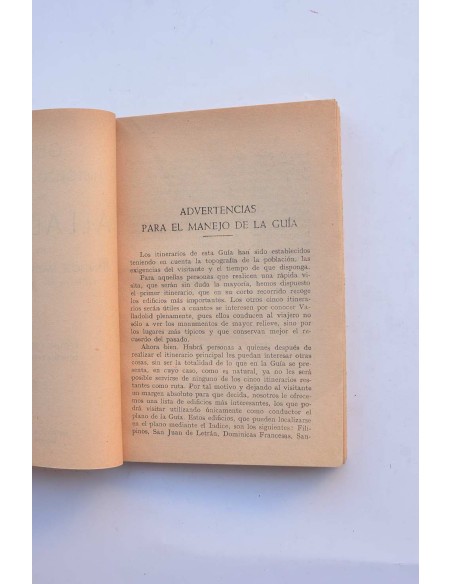 ADVERTENCIAS
PARA EL MANEJO DE LA GUÍA
Los itinerarios de esta Guía han sido establecidos
teniendo en cuenta la topografía de la población, las
exigencias del visitante y el tiempo de que disponga.
Para aquellas personas que realicen una rápida
visita, que serán sin duda la mayoría, hemos dispuesto
el primer itinerario, que en su corto recorrido recoge
los edificios más importantes. Los otros cinco itinera-
rios serán útiles a cuantos se interesen por conocer Va-
lladolid plenamente, pues ellos conducen al viajero no
sólo a ver los monumentos de mayor relieve, sino por
los lugares más típicos y que conservan mejor el re-
cuerdo del pasado.
Ahora bien. Habrá personas a quienes después de
realizar el itinerario principal les puedan interesar otras
cosas, sin ser la totalidad de lo que en la Guía se pre-
senta, en cuyo caso, como es natural, ya no les será
posible servirse de ninguno de los cinco itinerarios res-
tantes como ruta. Por tal motivo y dejando al visitante
un margen absoluto para que decida, nosotros le ofrece-
mos una lista de edificios más interesantes, los que po-
drá visitar utilizando únicamente como conductor el
plano de la Guía. Estos edificios, que pueden localizarse
en el plano mediante el Indice, son los siguientes: Fili-
pinos, San Juan de Letrán, Dominicas Francesas, San-